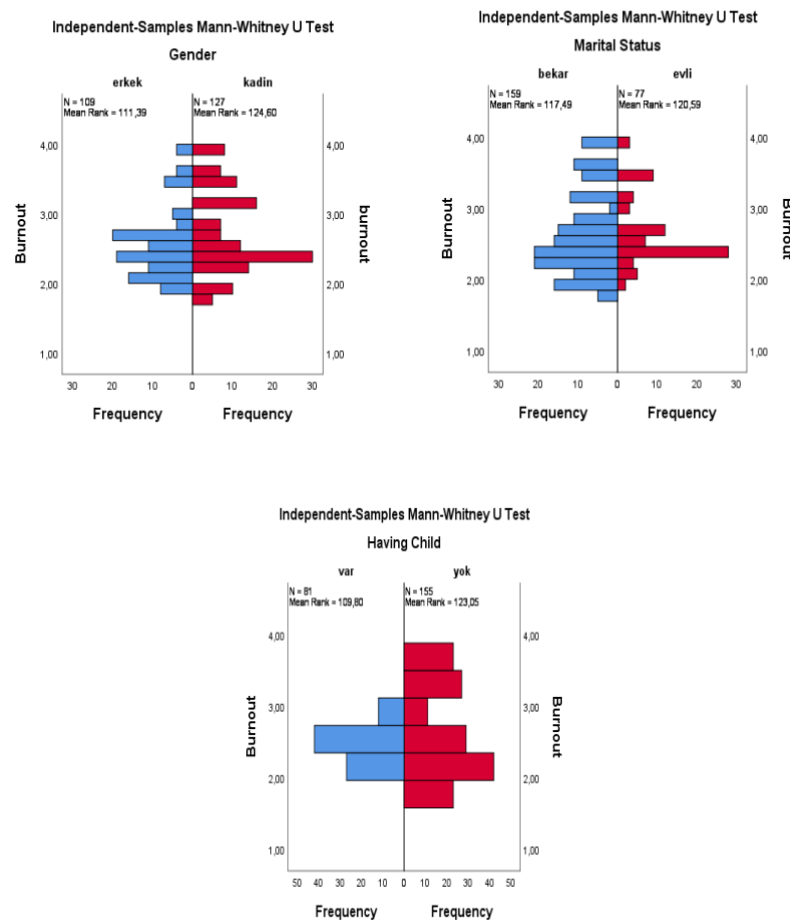 Independent-Samples Mann-Whitney U Test
Gender
erkek kadin
N = 109 N = 127
Mean Rank = 111,39 Mean Rank = 124,60
4,00 4,00
3,00 3,00
2,00 2,00
1,00 1,00
Burnout burnout
30 20 10 0 10 20 30
Frequency Frequency
Independent-Samples Mann-Whitney U Test
Marital Status
bekar evli
N = 159 N = 77
Mean Rank = 117,49 Mean Rank = 120,59
4,00 4,00
3,00 3,00
2,00 2,00
1,00 1,00
Burnout Burnout
30 20 10 0 10 20 30
Frequency Frequency
Independent-Samples Mann-Whitney U Test
Having Child
var yok
N = 81 N = 155
Mean Rank = 109,80 Mean Rank = 123,05
4,00 4,00
3,00 3,00
2,00 2,00
1,00 1,00
Burnout Burnout
50 40 30 20 10 0 10 20 30 40 50
Frequency Frequency